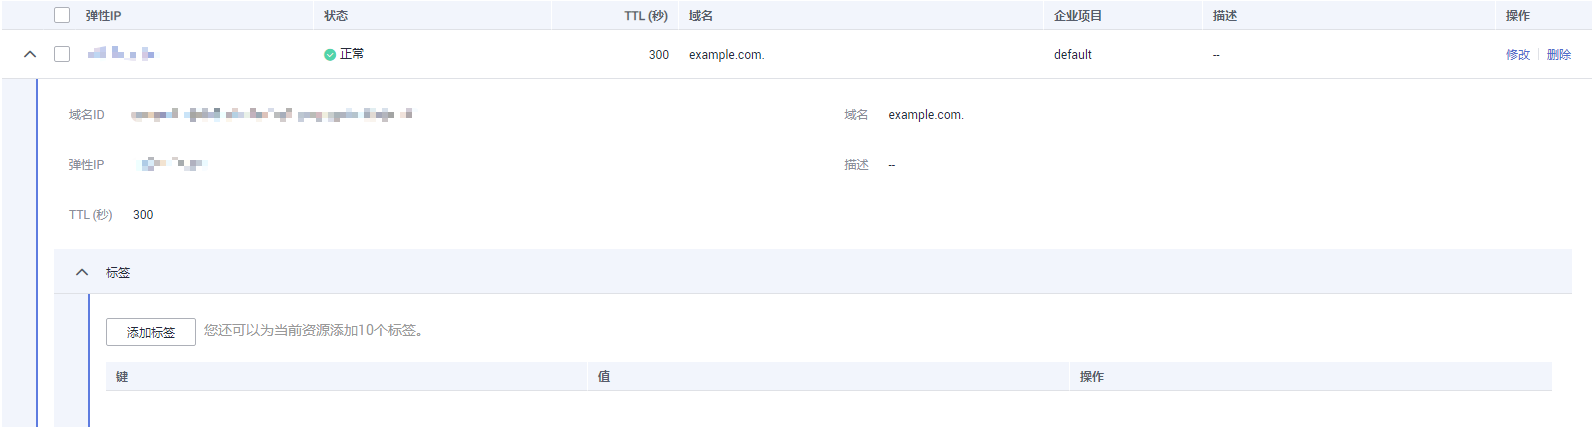 弹性IP 状态 TTL (秒) 域名 企业项目 描述 操作
正常 300 example.com. default -- 修改 删除
域名ID 域名 example.com.
弹性IP 描述 --
TTL (秒) 300
标签
添加标签 您还可以为当前资源添加10个标签。
键 值 操作